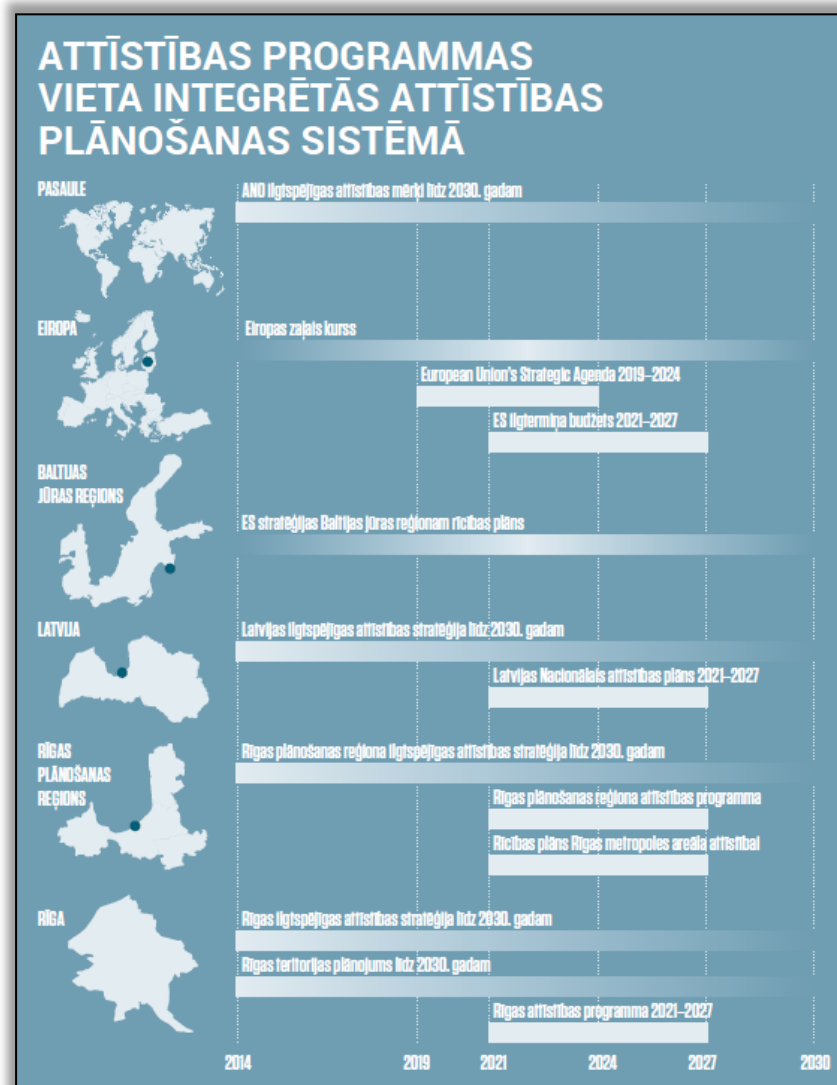 ATTĪSTĪBAS PROGRAMMAS
VIETA INTEGRĒTĀS ATTĪSTĪBAS
PLĀNOŠANAS SISTĒMĀ
PASAULE
ANO ilgtspējīgas attīstības mērķi līdz 2030. gadam
EIROPA
Eiropas zaļais kurss
European Union's Strategic Agenda 2019–2024
ES ilgtermiņa budžets 2021–2027
BALTIJAS
JŪRAS REĢIONS
ES stratēģijas Baltijas jūras reģionam rīcības plāns
LATVIJA
Latvijas ilgtspējīgas attīstības stratēģija līdz 2030. gadam
Latvijas Nacionālais attīstības plāns 2021–2027
RĪGAS
PLĀNOŠANAS
REĢIONS
Rīgas plānošanas reģiona ilgtspējīgas attīstības stratēģija līdz 2030. gadam
Rīgas plānošanas reģiona attīstības programma
Rīcības plāns Rīgas metropoles areāla attīstībai
RĪGA
Rīgas ilgtspējīgas attīstības stratēģija līdz 2030. gadam
Rīgas teritorijas plānojums līdz 2030. gadam
Rīgas attīstības programma 2021–2027
2014 2019 2021 2024 2027 2030